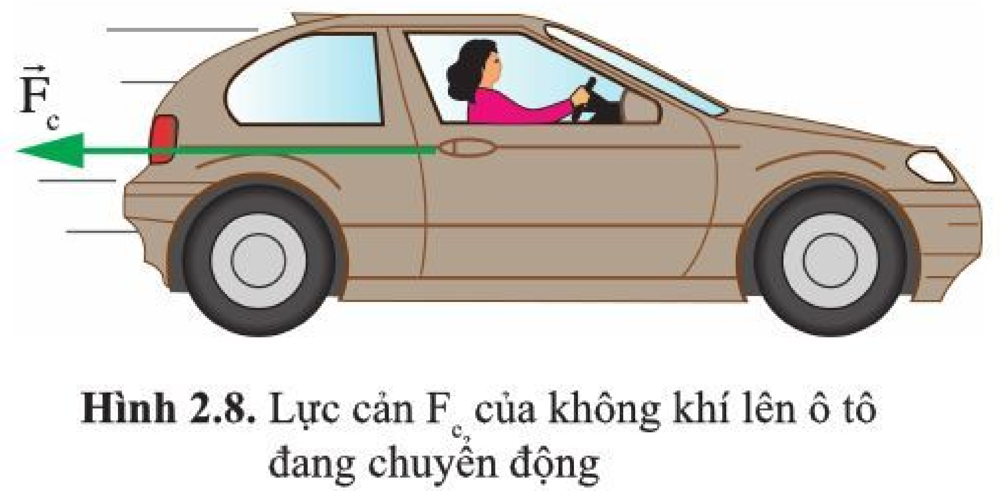 F⃗c
Hình 2.8. Lực cản Fc của không khí lên ô tô
đang chuyển động